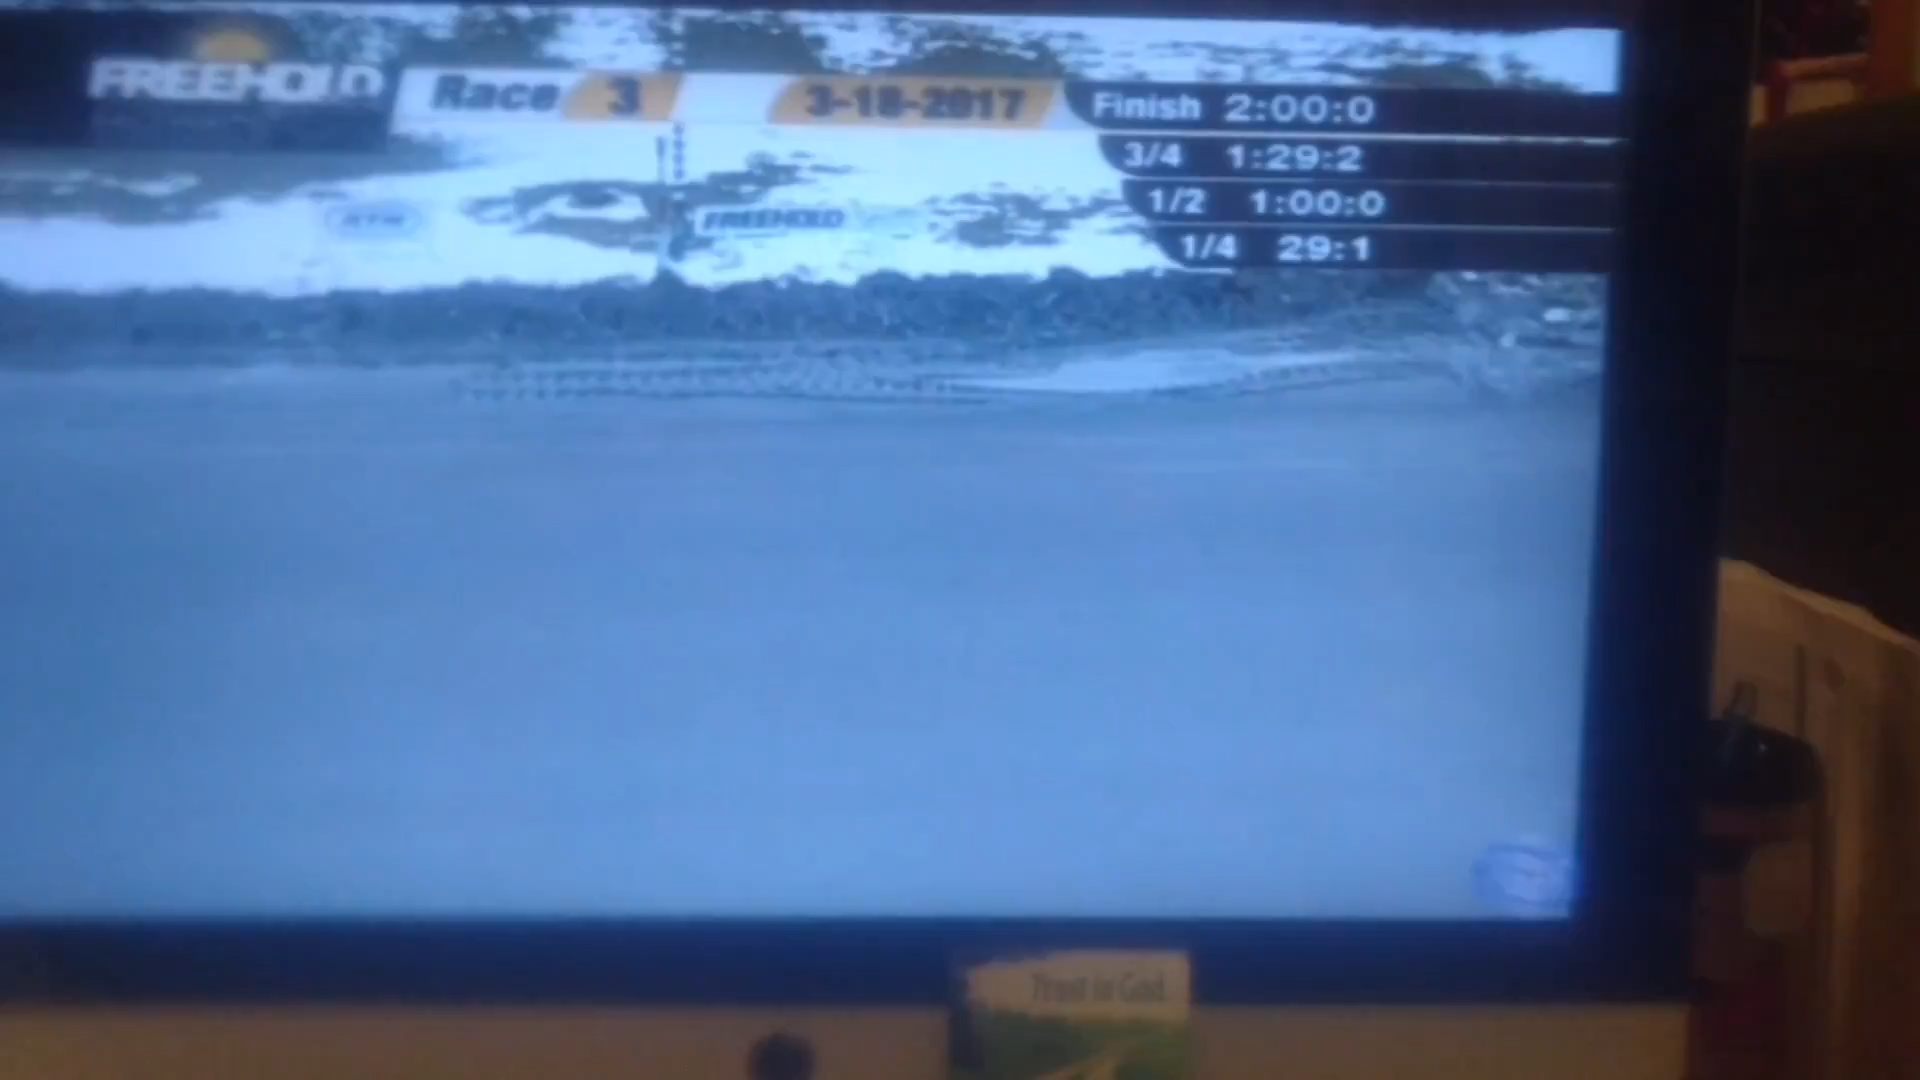 FREEHOLD
Race 3 3-18-2017
Finish 2:00:0
3/4 1:29:2
1/2 1:00:0
1/4 29:1
FREEHOLD
Trust in God